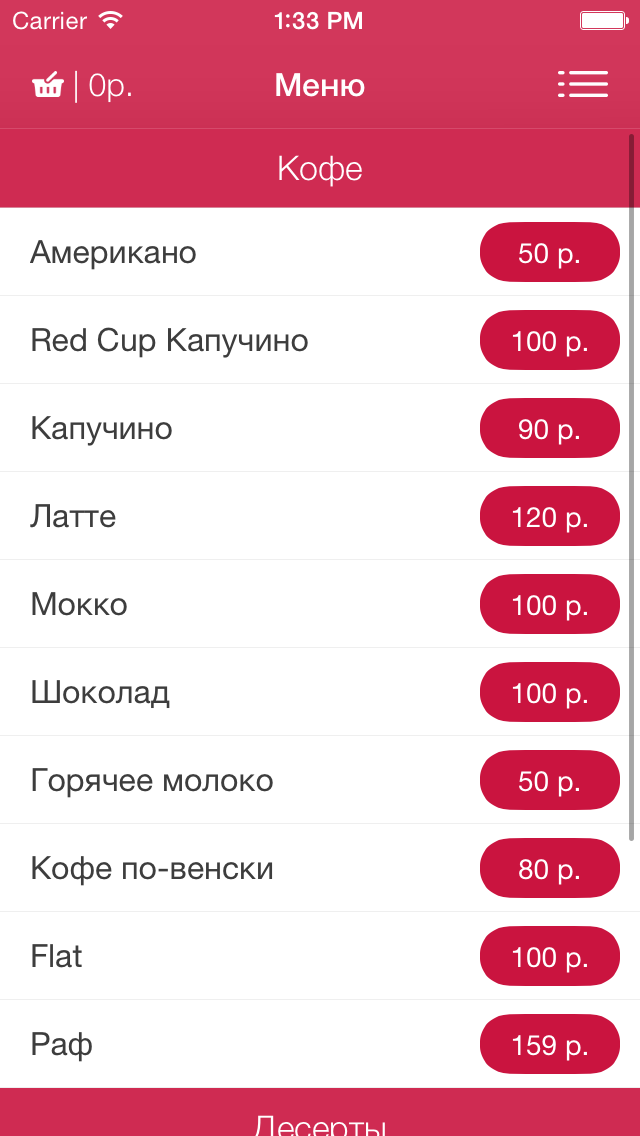 Carrier 1:33 PM
| 0р. Меню
Кофе
Американо 50 р.
Red Cup Капучино 100 р.
Капучино 90 р.
Латте 120 р.
Мокко 100 р.
Шоколад 100 р.
Горячее молоко 50 р.
Кофе по-венски 80 р.
Flat 100 р.
Раф 159 р.
Десерты